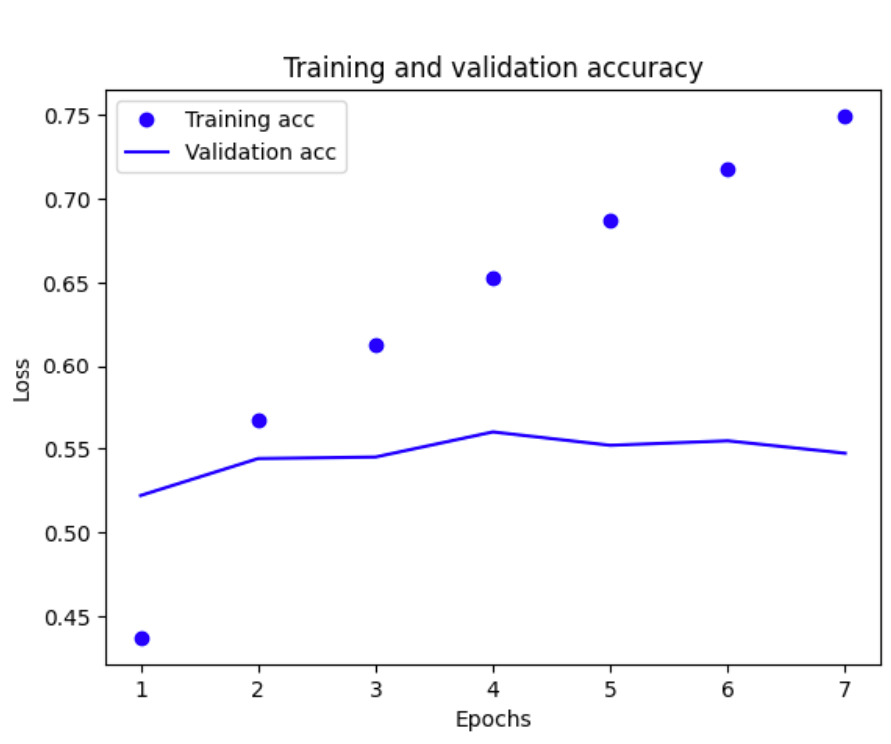 Training and validation accuracy
Training acc
Validation acc
0.75
0.70
0.65
0.60
0.55
0.50
0.45
Loss
1 2 3 4 5 6 7
Epochs